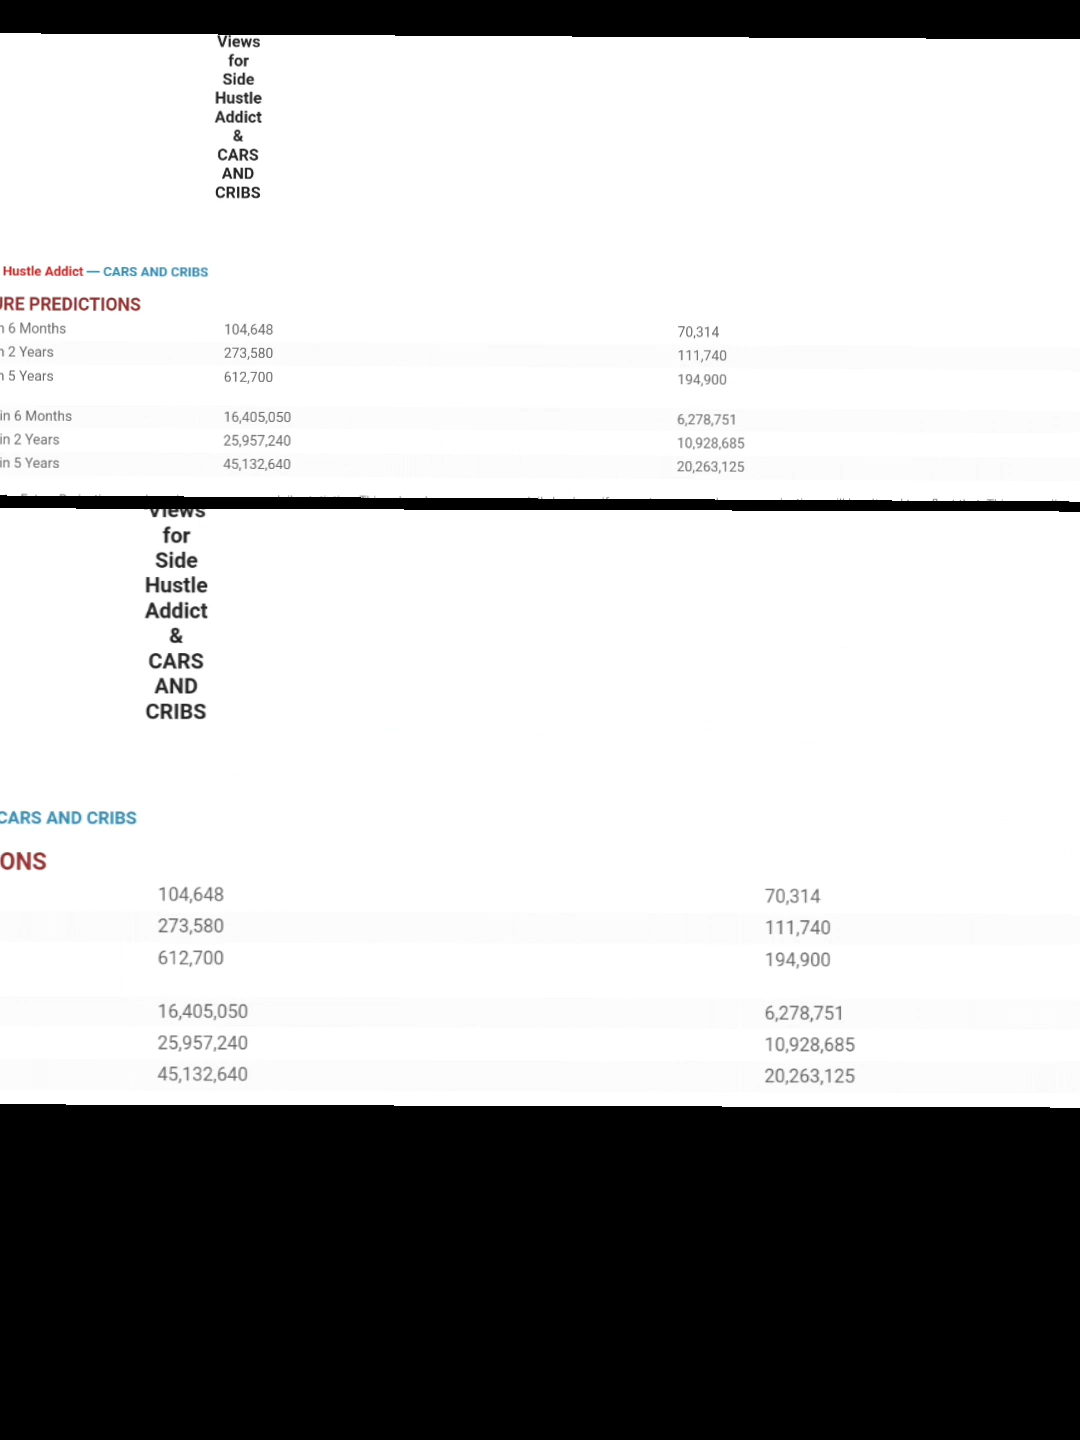 Views
for
Side
Hustle
Addict
&
CARS
AND
CRIBS
Hustle Addict — CARS AND CRIBS
URE PREDICTIONS
n 6 Months 104,648 70,314
n 2 Years 273,580 111,740
n 5 Years 612,700 194,900
in 6 Months 16,405,050 6,278,751
in 2 Years 25,957,240 10,928,685
in 5 Years 45,132,640 20,263,125
Views
for
Side
Hustle
Addict
&
CARS
AND
CRIBS
CARS AND CRIBS
ONS
104,648 70,314
273,580 111,740
612,700 194,900
16,405,050 6,278,751
25,957,240 10,928,685
45,132,640 20,263,125